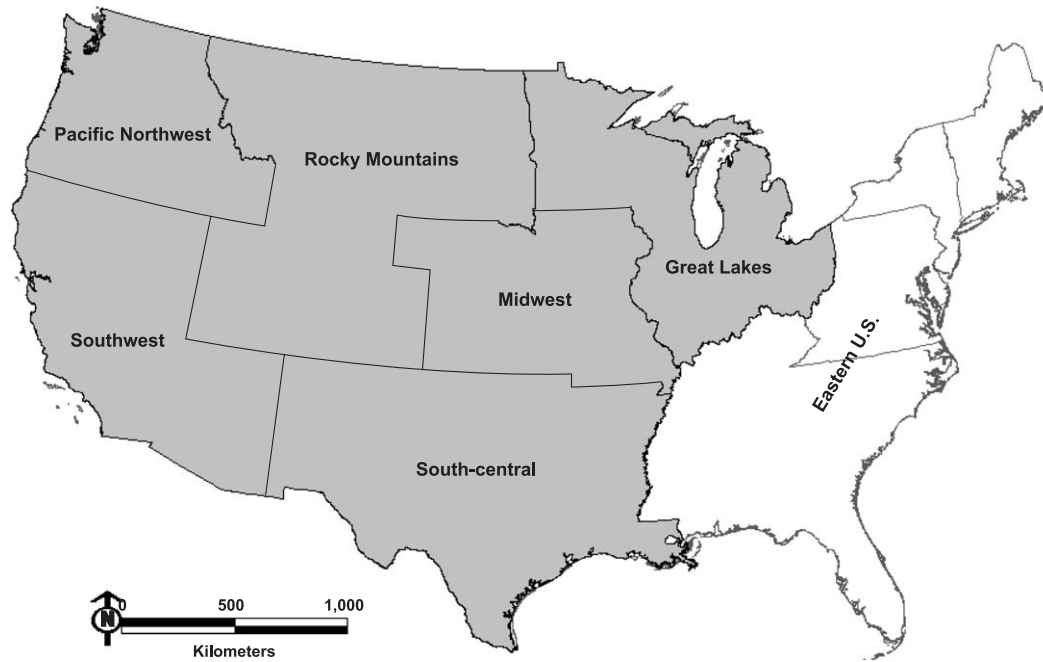 Pacific Northwest
Rocky Mountains
Great Lakes
Midwest
Southwest
Eastern U.S.
South-central
0 500 1,000
N
Kilometers